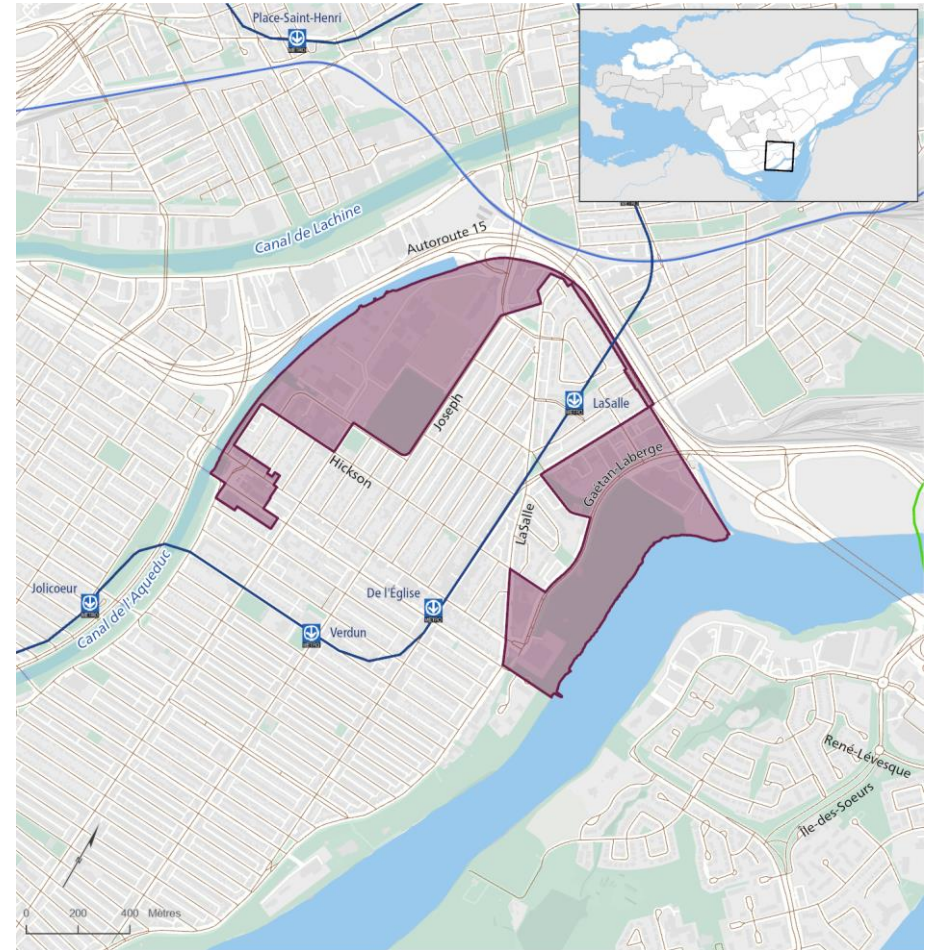 Place-Saint-Henri
Canal de Lachine
Autoroute 15
LaSalle
Joseph
Hickson
Gaétan-Laberge
LaSalle
Jolicoeur
Canal de l'Aqueduc
De l'Église
Verdun
René-Lévesque
Île-des-Soeurs
0 200 400 Mètres